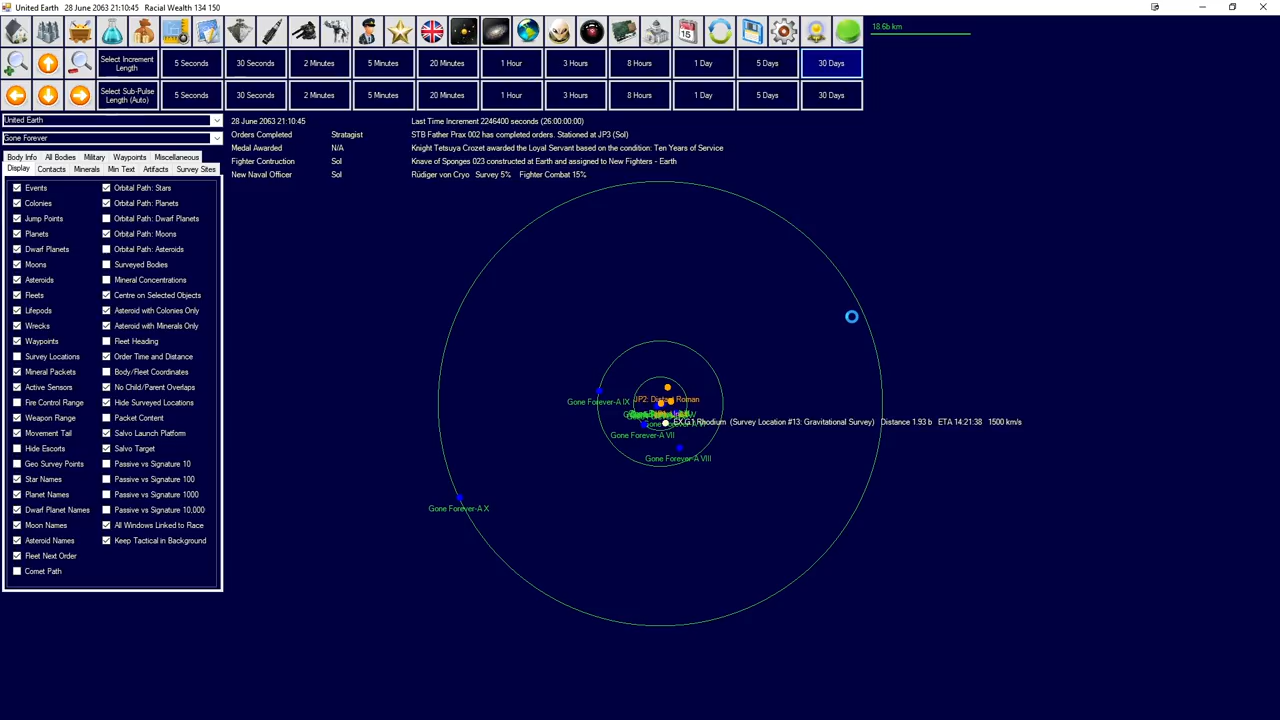 United Earth 28 June 2063 21:10:45 Racial Wealth 134 150
18.6b km
15
Select Increment Length
5 Seconds
30 Seconds
2 Minutes
5 Minutes
20 Minutes
1 Hour
3 Hours
8 Hours
1 Day
5 Days
30 Days
Select Sub-Pulse Length (Auto)
5 Seconds
30 Seconds
2 Minutes
5 Minutes
20 Minutes
1 Hour
3 Hours
8 Hours
1 Day
5 Days
30 Days
United Earth
Gone Forever
28 June 2063 21:10:45 Last Time Increment 2246400 seconds (26:00:00:00)
Orders Completed Stratagist STB Father Prax 002 has completed orders. Stationed at JP3 (Sol)
Medal Awarded N/A Knight Tetsuya Crozet awarded the Loyal Servant based on the condition: Ten Years of Service
Fighter Contruction Sol Knave of Sponges 023 constructed at Earth and assigned to New Fighters - Earth
New Naval Officer Sol Rüdiger von Cryo Survey 5% Fighter Combat 15%
Body Info All Bodies Military Waypoints Miscellaneous
Display Contacts Minerals Min Text Artifacts Survey Sites
Events Orbital Path: Stars
Colonies Orbital Path: Planets
Jump Points Orbital Path: Dwarf Planets
Planets Orbital Path: Moons
Dwarf Planets Orbital Path: Asteroids
Moons Surveyed Bodies
Asteroids Mineral Concentrations
Fleets Centre on Selected Objects
Lifepods Asteroid with Colonies Only
Wrecks Asteroid with Minerals Only
Waypoints Fleet Heading
Survey Locations Order Time and Distance
Mineral Packets Body/Fleet Coordinates
Active Sensors No Child/Parent Overlaps
Fire Control Range Hide Surveyed Locations
Weapon Range Packet Content
Movement Tail Salvo Launch Platform
Hide Escorts Salvo Target
Geo Survey Points Passive vs Signature 10
Star Names Passive vs Signature 100
Planet Names Passive vs Signature 1000
Dwarf Planet Names Passive vs Signature 10,000
Moon Names All Windows Linked to Race
Asteroid Names Keep Tactical in Background
Fleet Next Order
Comet Path
JP2: Distant Roman
Gone Forever-A IX
Rhodium (Survey Location #13: Gravitational Survey) Distance 1.93 b ETA 14:21:38 1500 km/s
Gone Forever-A VII
Gone Forever-A VIII
Gone Forever-A X